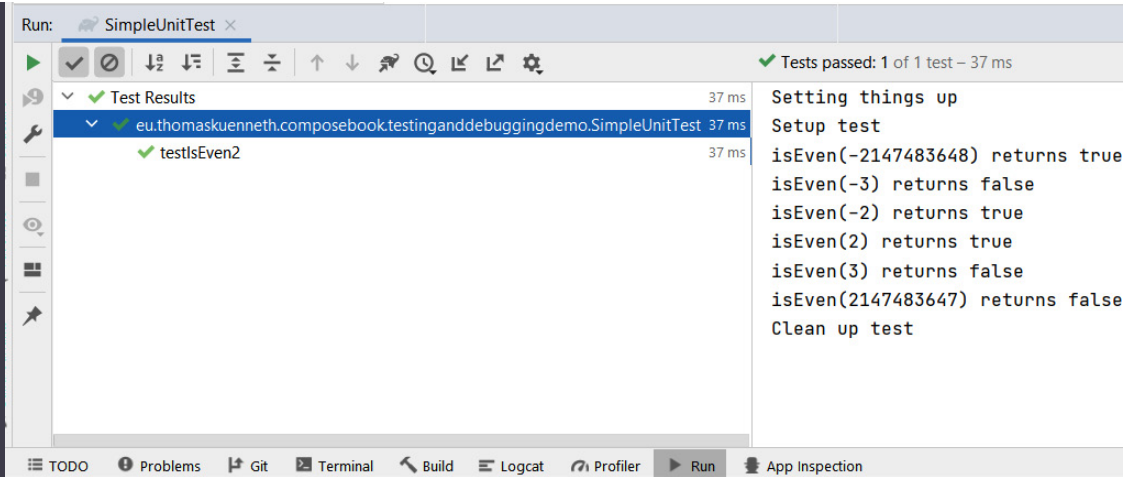 Run: SimpleUnitTest ×
✔ Tests passed: 1 of 1 test – 37 ms
Test Results 37 ms
eu.thomaskuenneth.composebook.testinganddebuggingdemo.SimpleUnitTest 37 ms
testIsEven2 37 ms
Setting things up
Setup test
isEven(-2147483648) returns true
isEven(-3) returns false
isEven(-2) returns true
isEven(2) returns true
isEven(3) returns false
isEven(2147483647) returns false
Clean up test
TODO Problems Git Terminal Build Logcat Profiler Run App Inspection